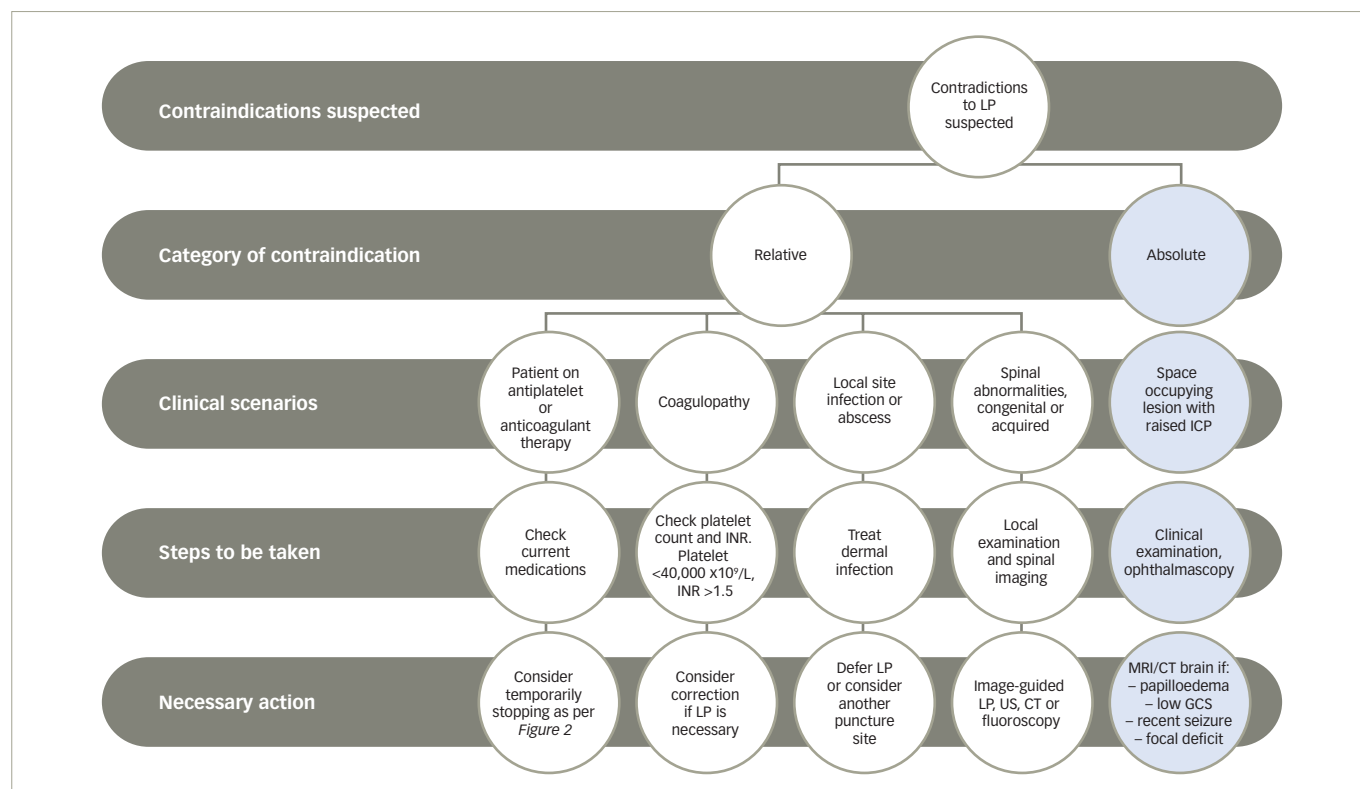 Contraindications suspected
Contradictions
to LP
suspected
Category of contraindication
Relative
Absolute
Clinical scenarios
Patient on
antiplatelet
or
anticoagulant
therapy
Coagulopathy
Local site
infection or
abscess
Spinal
abnormalities,
congenital or
acquired
Space
occupying
lesion with
raised ICP
Steps to be taken
Check
current
medications
Check platelet
count and INR.
Platelet
<40,000 x10⁹/L,
INR >1.5
Treat
dermal
infection
Local
examination
and spinal
imaging
Clinical
examination,
ophthalmascopy
Necessary action
Consider
temporarily
stopping as per
Figure 2
Consider
correction
if LP is
necessary
Defer LP
or consider
another
puncture
site
Image-guided
LP, US, CT or
fluoroscopy
MRI/CT brain if:
– papilloedema
– low GCS
– recent seizure
– focal deficit